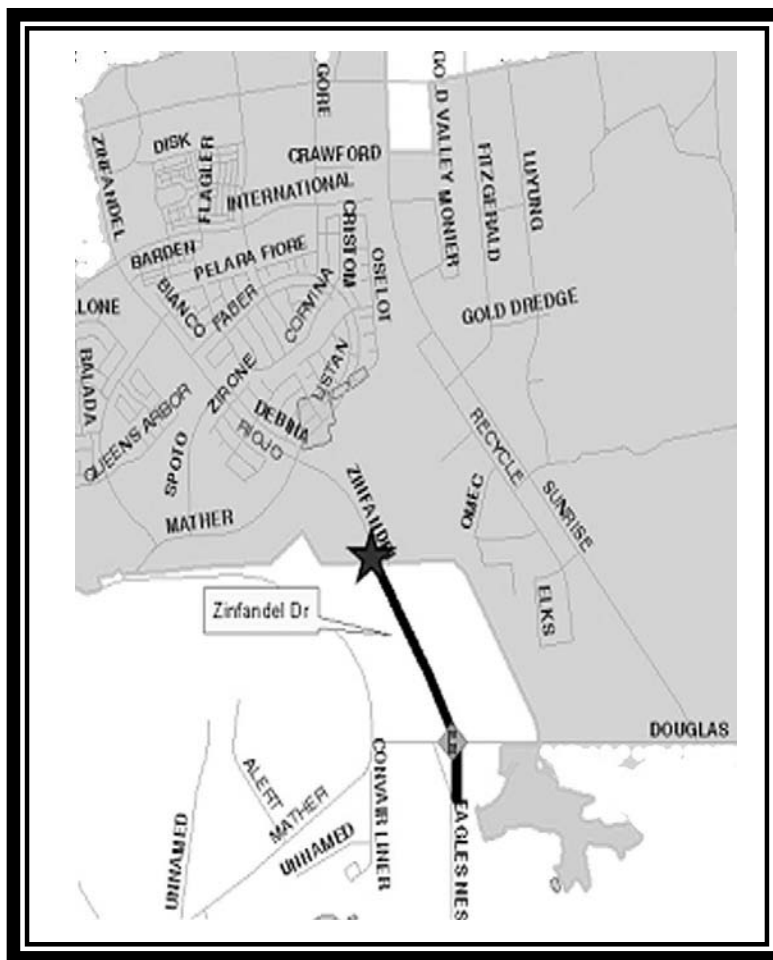 GORE
GOLD VALLEY
ZINFANDEL
DISK
FLAGLER
CRAWFORD
INTERNATIONAL
FITZGERALD
LUYUNG
MONIER
CRISTOM
BARDEN
PELARA FIORE
OSELOT
BIANCO
FABER
CORVINA
GOLD DREDGE
LONE
BALADA
ZIRONE
LISTAN
QUEENS ARBOR
DEBINA
RIOJO
SPOTO
RECYCLE
SUNRISE
OMEC
MATHER
ZINFANDEL
ELKS
Zinfandel Dr
DOUGLAS
ALERT
MATHER
CONVAIR LINER
UNNAMED
UNNAMED
EAGLES NES